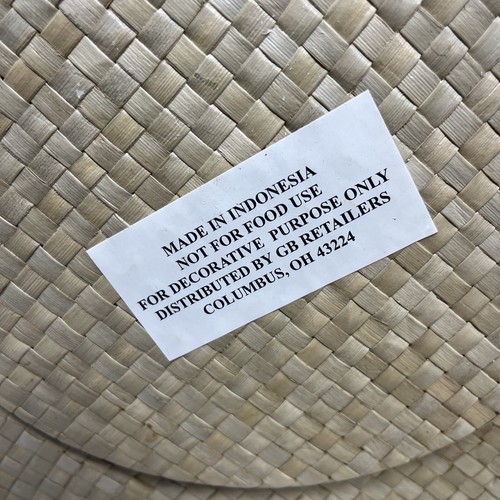 MADE IN INDONESIA
NOT FOR FOOD USE
FOR DECORATIVE PURPOSE ONLY
DISTRIBUTED BY GB RETAILERS
COLUMBUS, OH 43224